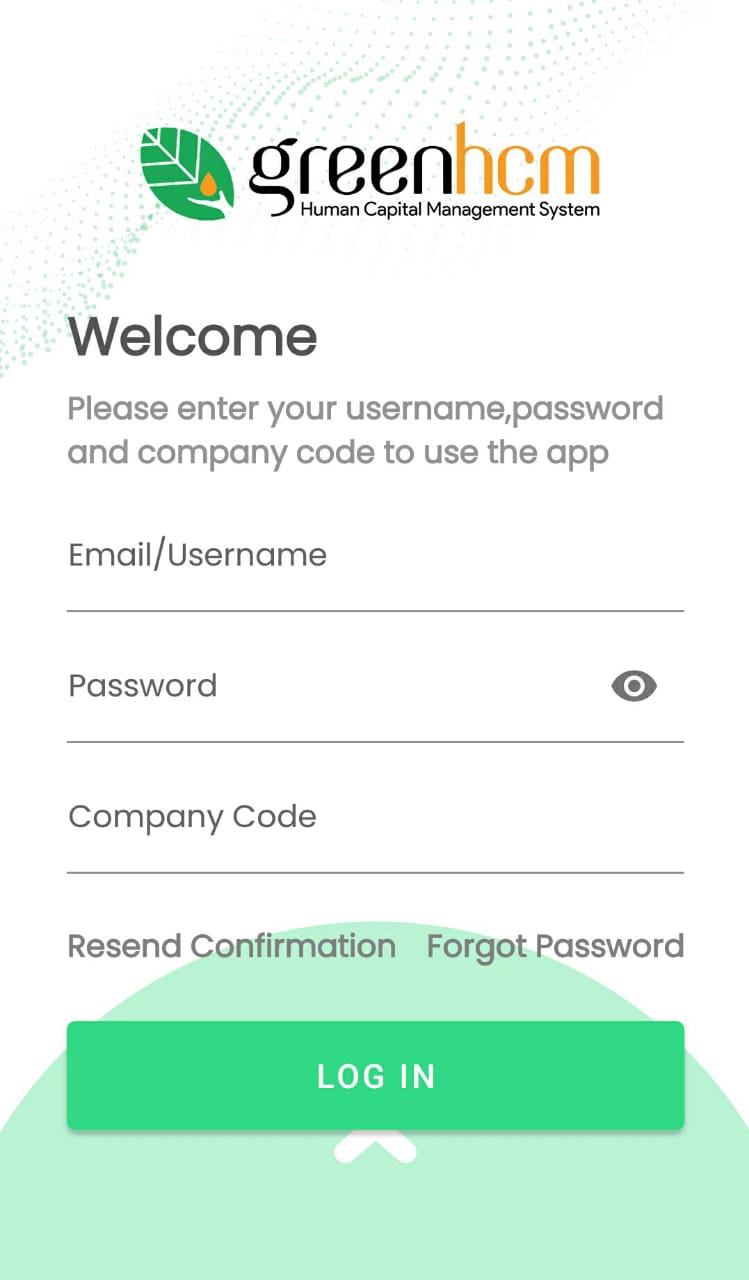 greenhcm
Human Capital Management System
Welcome
Please enter your username,password
and company code to use the app
Email/Username
Password
Company Code
Resend Confirmation Forgot Password
LOG IN